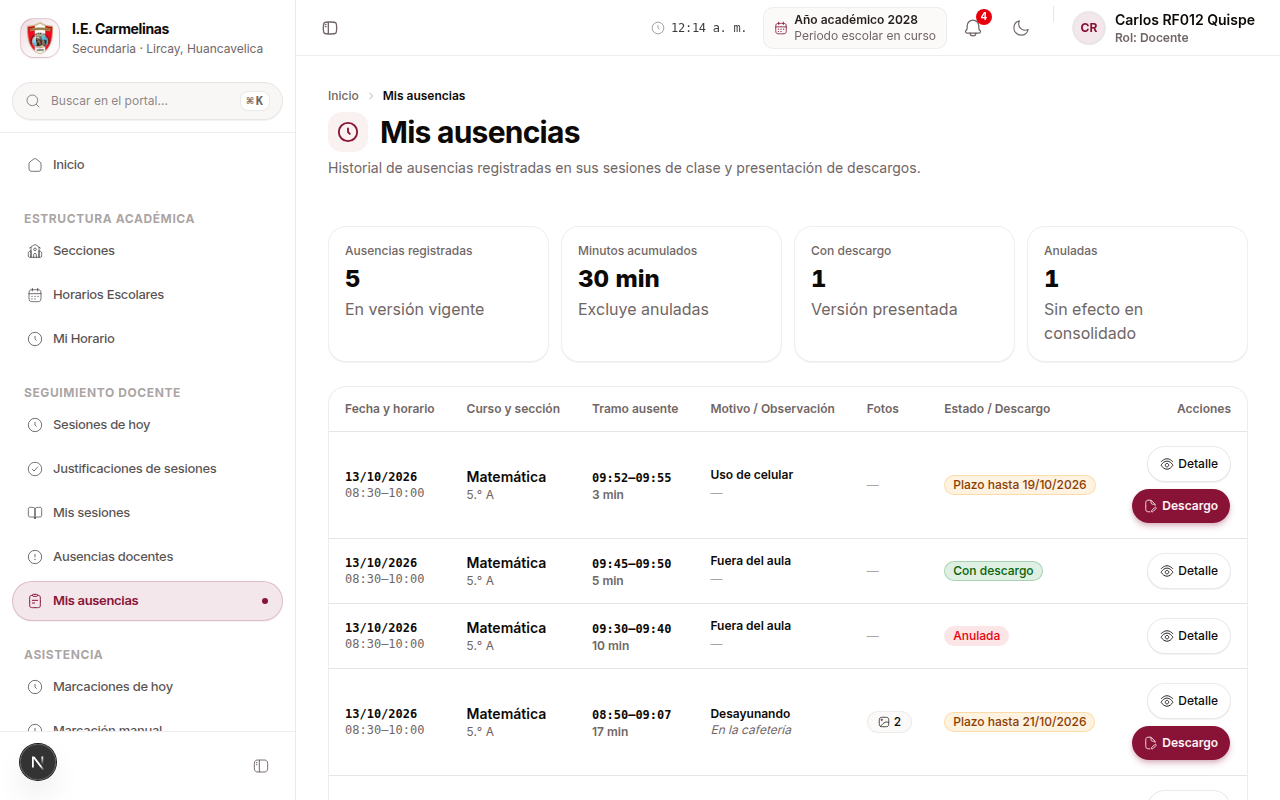 I.E. Carmelinas
Secundaria · Lircay, Huancavelica
Buscar en el portal...
⌘K
Inicio
ESTRUCTURA ACADÉMICA
Secciones
Horarios Escolares
Mi Horario
SEGUIMIENTO DOCENTE
Sesiones de hoy
Justificaciones de sesiones
Mis sesiones
Ausencias docentes
Mis ausencias
ASISTENCIA
Marcaciones de hoy
Marcación manual
N
12:14 a. m.
Año académico 2028
Periodo escolar en curso
4
CR
Carlos RF012 Quispe
Rol: Docente
Inicio > Mis ausencias
Mis ausencias
Historial de ausencias registradas en sus sesiones de clase y presentación de descargos.
Ausencias registradas
5
En versión vigente
Minutos acumulados
30 min
Excluye anuladas
Con descargo
1
Versión presentada
Anuladas
1
Sin efecto en
consolidado
Fecha y horario Curso y sección Tramo ausente Motivo / Observación Fotos Estado / Descargo Acciones
13/10/2026 Matemática 09:52–09:55 Uso de celular — Plazo hasta 19/10/2026 Detalle
08:30–10:00 5.° A 3 min — Descargo
13/10/2026 Matemática 09:45–09:50 Fuera del aula — Con descargo Detalle
08:30–10:00 5.° A 5 min —
13/10/2026 Matemática 09:30–09:40 Fuera del aula — Anulada Detalle
08:30–10:00 5.° A 10 min —
13/10/2026 Matemática 08:50–09:07 Desayunando 2 Plazo hasta 21/10/2026 Detalle
08:30–10:00 5.° A 17 min En la cafetería Descargo